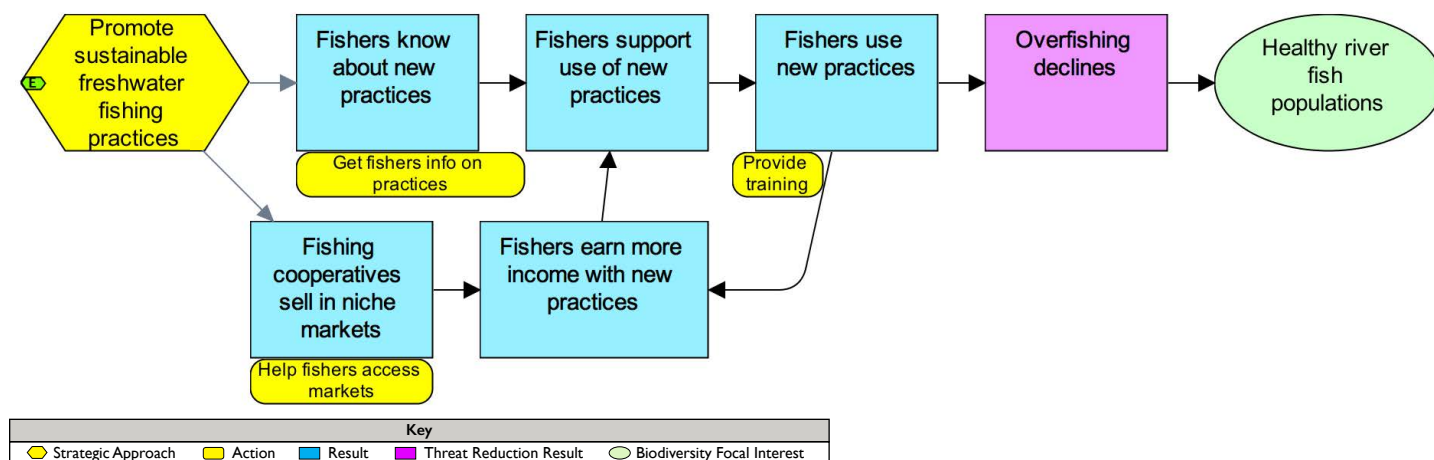 Promote
sustainable
freshwater
fishing
practices
E
Fishers know
about new
practices
Fishers support
use of new
practices
Fishers use
new practices
Overfishing
declines
Healthy river
fish
populations
Get fishers info on
practices
Provide
training
Fishing
cooperatives
sell in niche
markets
Fishers earn more
income with new
practices
Help fishers access
markets
Key
Strategic Approach Action Result Threat Reduction Result Biodiversity Focal Interest